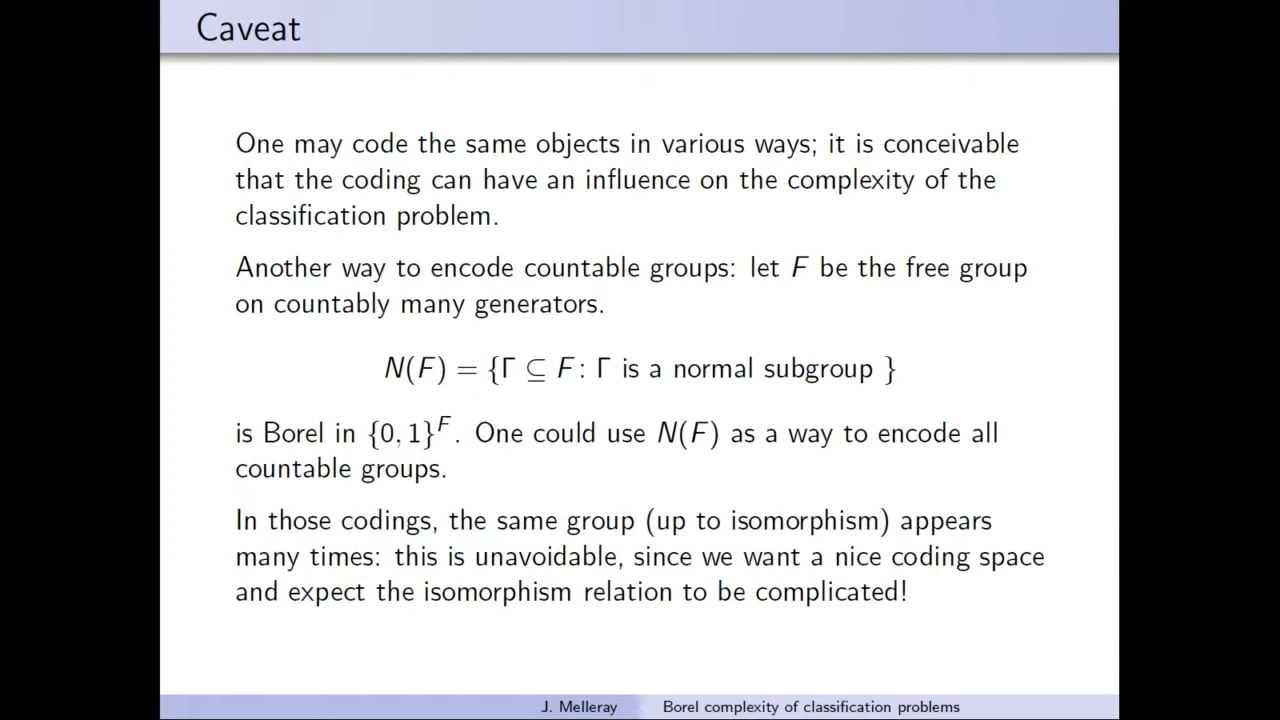 Caveat
One may code the same objects in various ways; it is conceivable
that the coding can have an influence on the complexity of the
classification problem.
Another way to encode countable groups: let F be the free group
on countably many generators.
N(F) = {Γ ⊆ F : Γ is a normal subgroup }
is Borel in {0, 1}^F. One could use N(F) as a way to encode all
countable groups.
In those codings, the same group (up to isomorphism) appears
many times: this is unavoidable, since we want a nice coding space
and expect the isomorphism relation to be complicated!
J. Melleray Borel complexity of classification problems